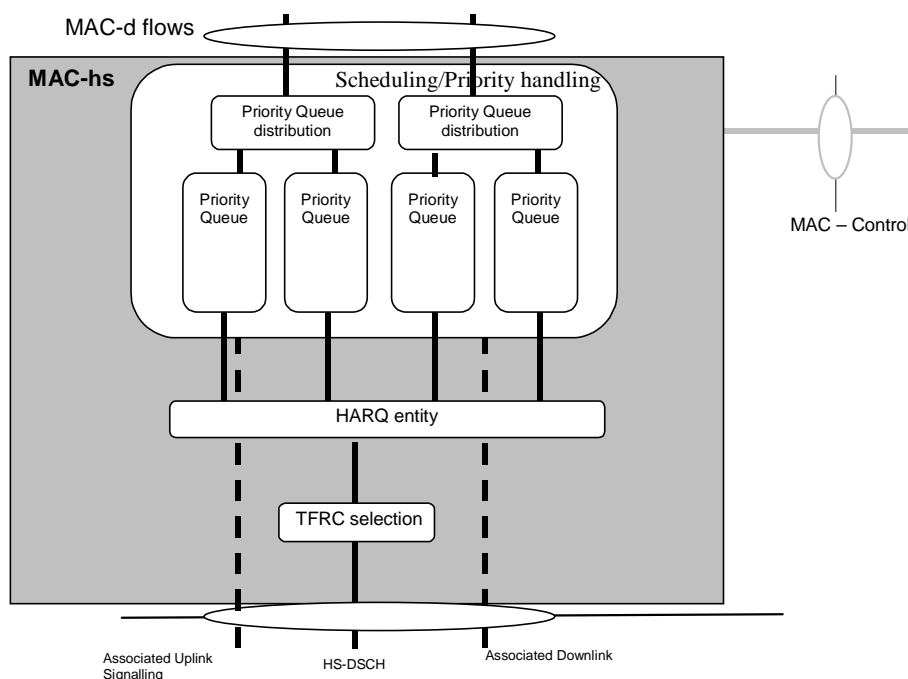 MAC-d flows
MAC-hs
Scheduling/Priority handling
Priority Queue
distribution
Priority Queue
distribution
Priority
Queue
Priority
Queue
Priority
Queue
Priority
Queue
MAC – Control
HARQ entity
TFRC selection
Associated Uplink
Signalling
HS-DSCH
Associated Downlink